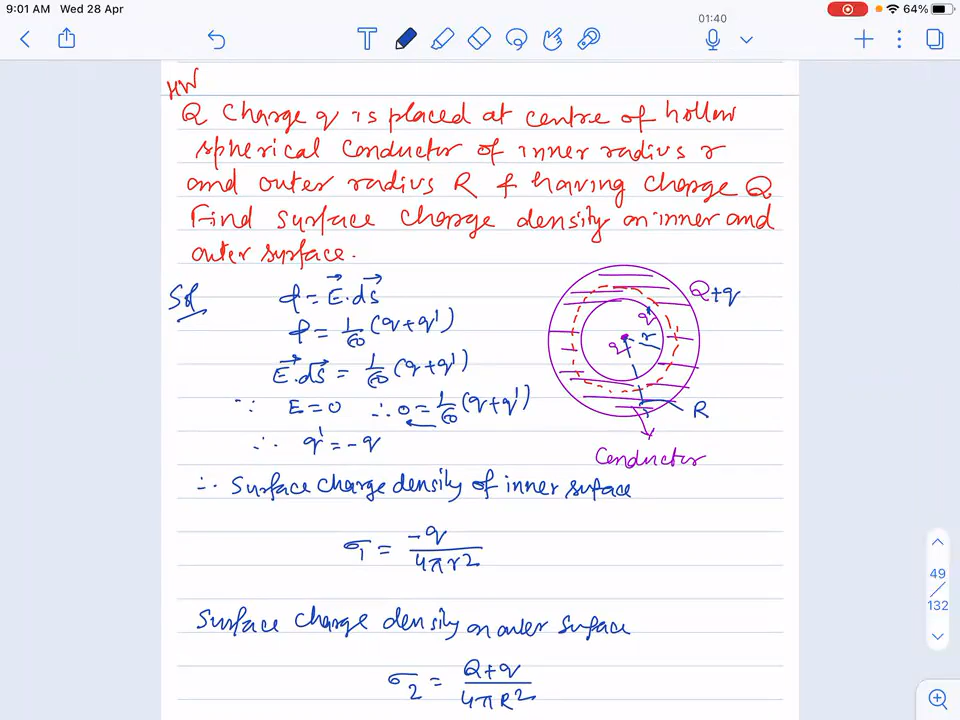 9:01 AM Wed 28 Apr
64%
01:40
T
HW
Q Charge q is placed at centre of hollow
spherical conductor of inner radius r
and outer radius R & having charge Q
Find surface charge density on inner and
outer surface.
Sol
ϕ = E⃗.ds⃗
ϕ = 1/ε0 (q+q')
E⃗.ds⃗ = 1/ε0 (q+q')
∵ E = 0 ∴ 0 = 1/ε0 (q+q')
∴ q' = -q
Q+q
q'
q
r
R
Conductor
∴ Surface charge density of inner suface
σ1 = -q/4πr2
Surface charge density on outer surface
σ2 = Q+q/4πR2
49
/
132